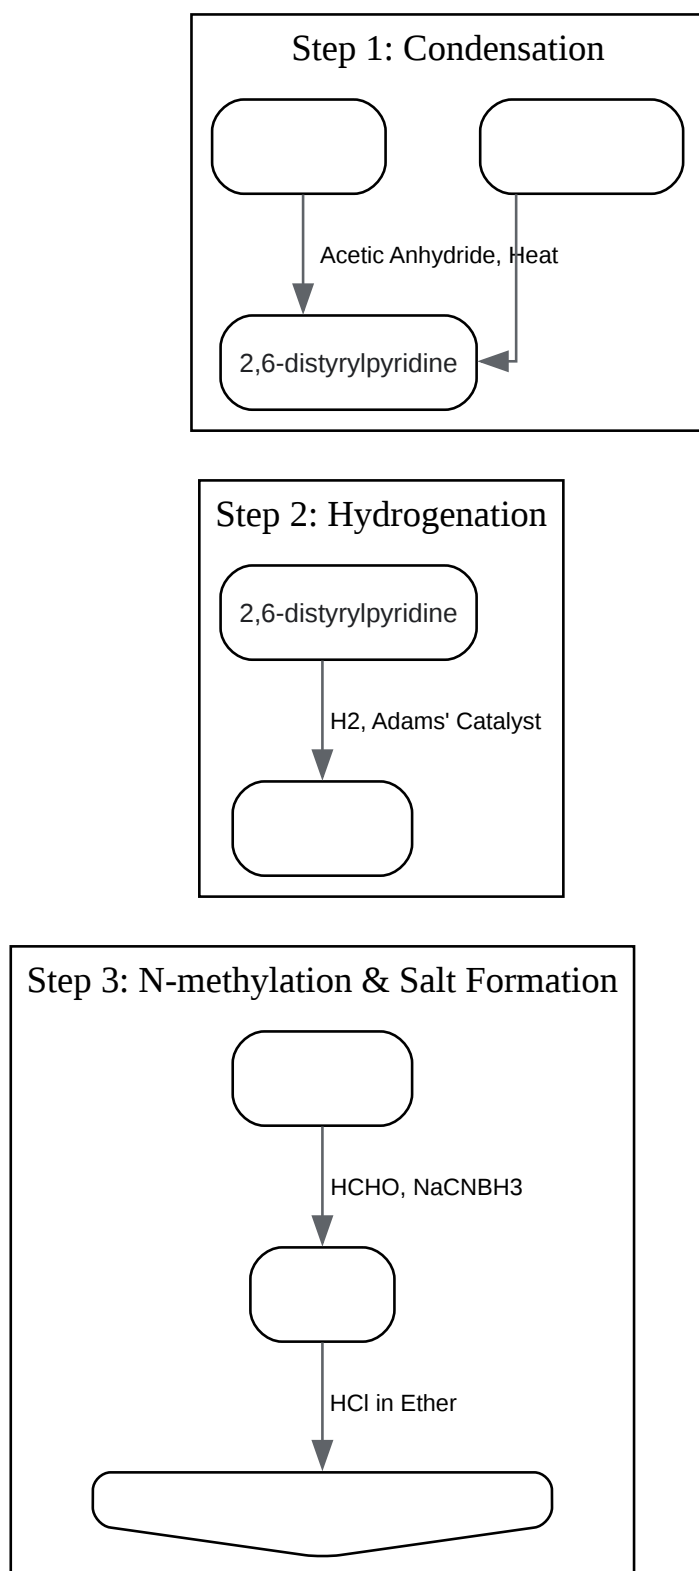 Step 1: Condensation
Acetic Anhydride, Heat
2,6-distyrylpyridine
Step 2: Hydrogenation
2,6-distyrylpyridine
H2, Adams' Catalyst
Step 3: N-methylation & Salt Formation
HCHO, NaCNBH3
HCl in Ether